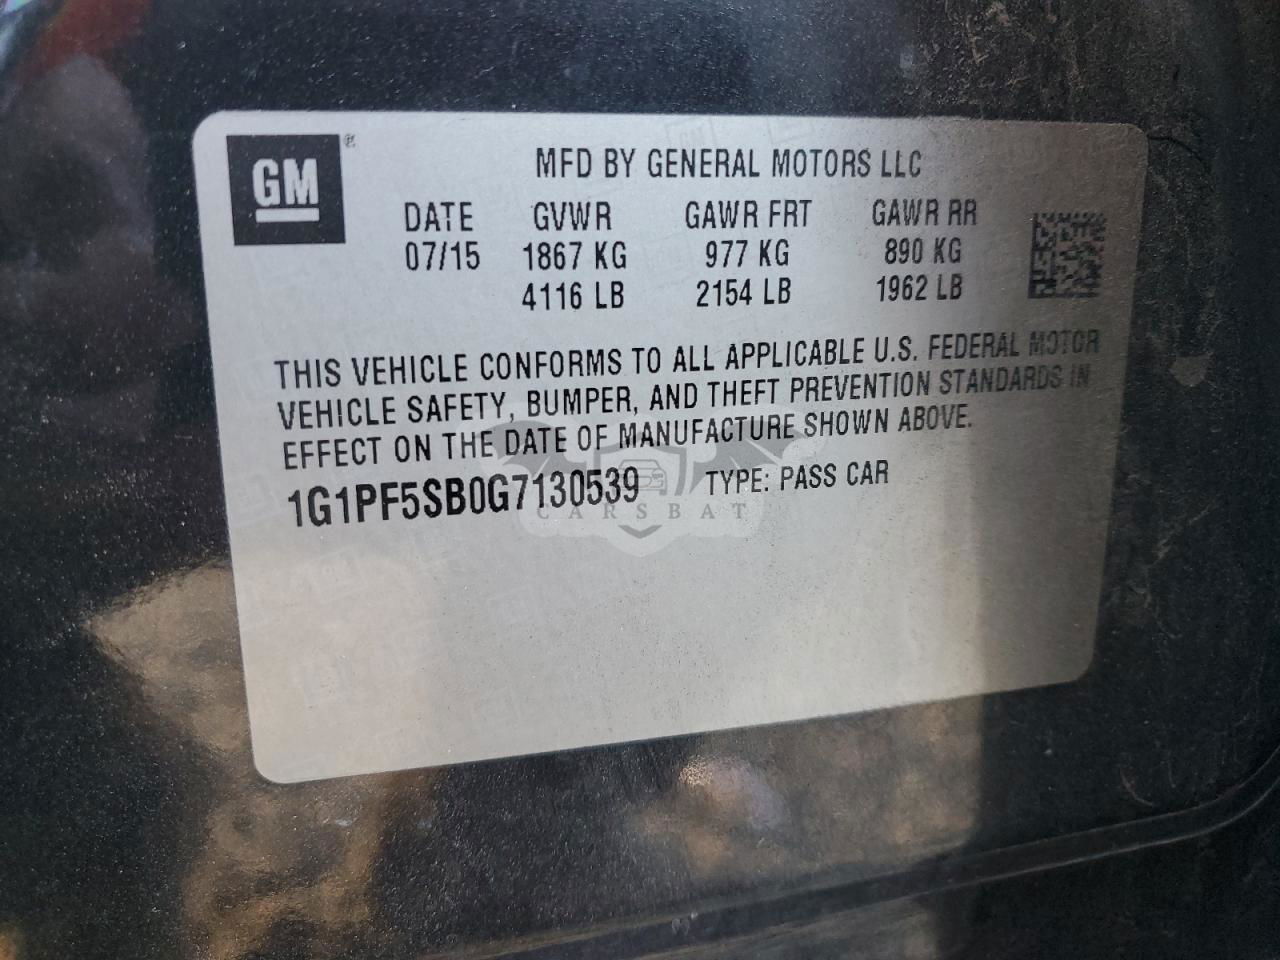 GM ®
MFD BY GENERAL MOTORS LLC
DATE GVWR GAWR FRT GAWR RR
07/15 1867 KG 977 KG 890 KG
4116 LB 2154 LB 1962 LB
THIS VEHICLE CONFORMS TO ALL APPLICABLE U.S. FEDERAL MOTOR
VEHICLE SAFETY, BUMPER, AND THEFT PREVENTION STANDARDS IN
EFFECT ON THE DATE OF MANUFACTURE SHOWN ABOVE.
1G1PF5SB0G7130539 TYPE: PASS CAR
CARSBAT